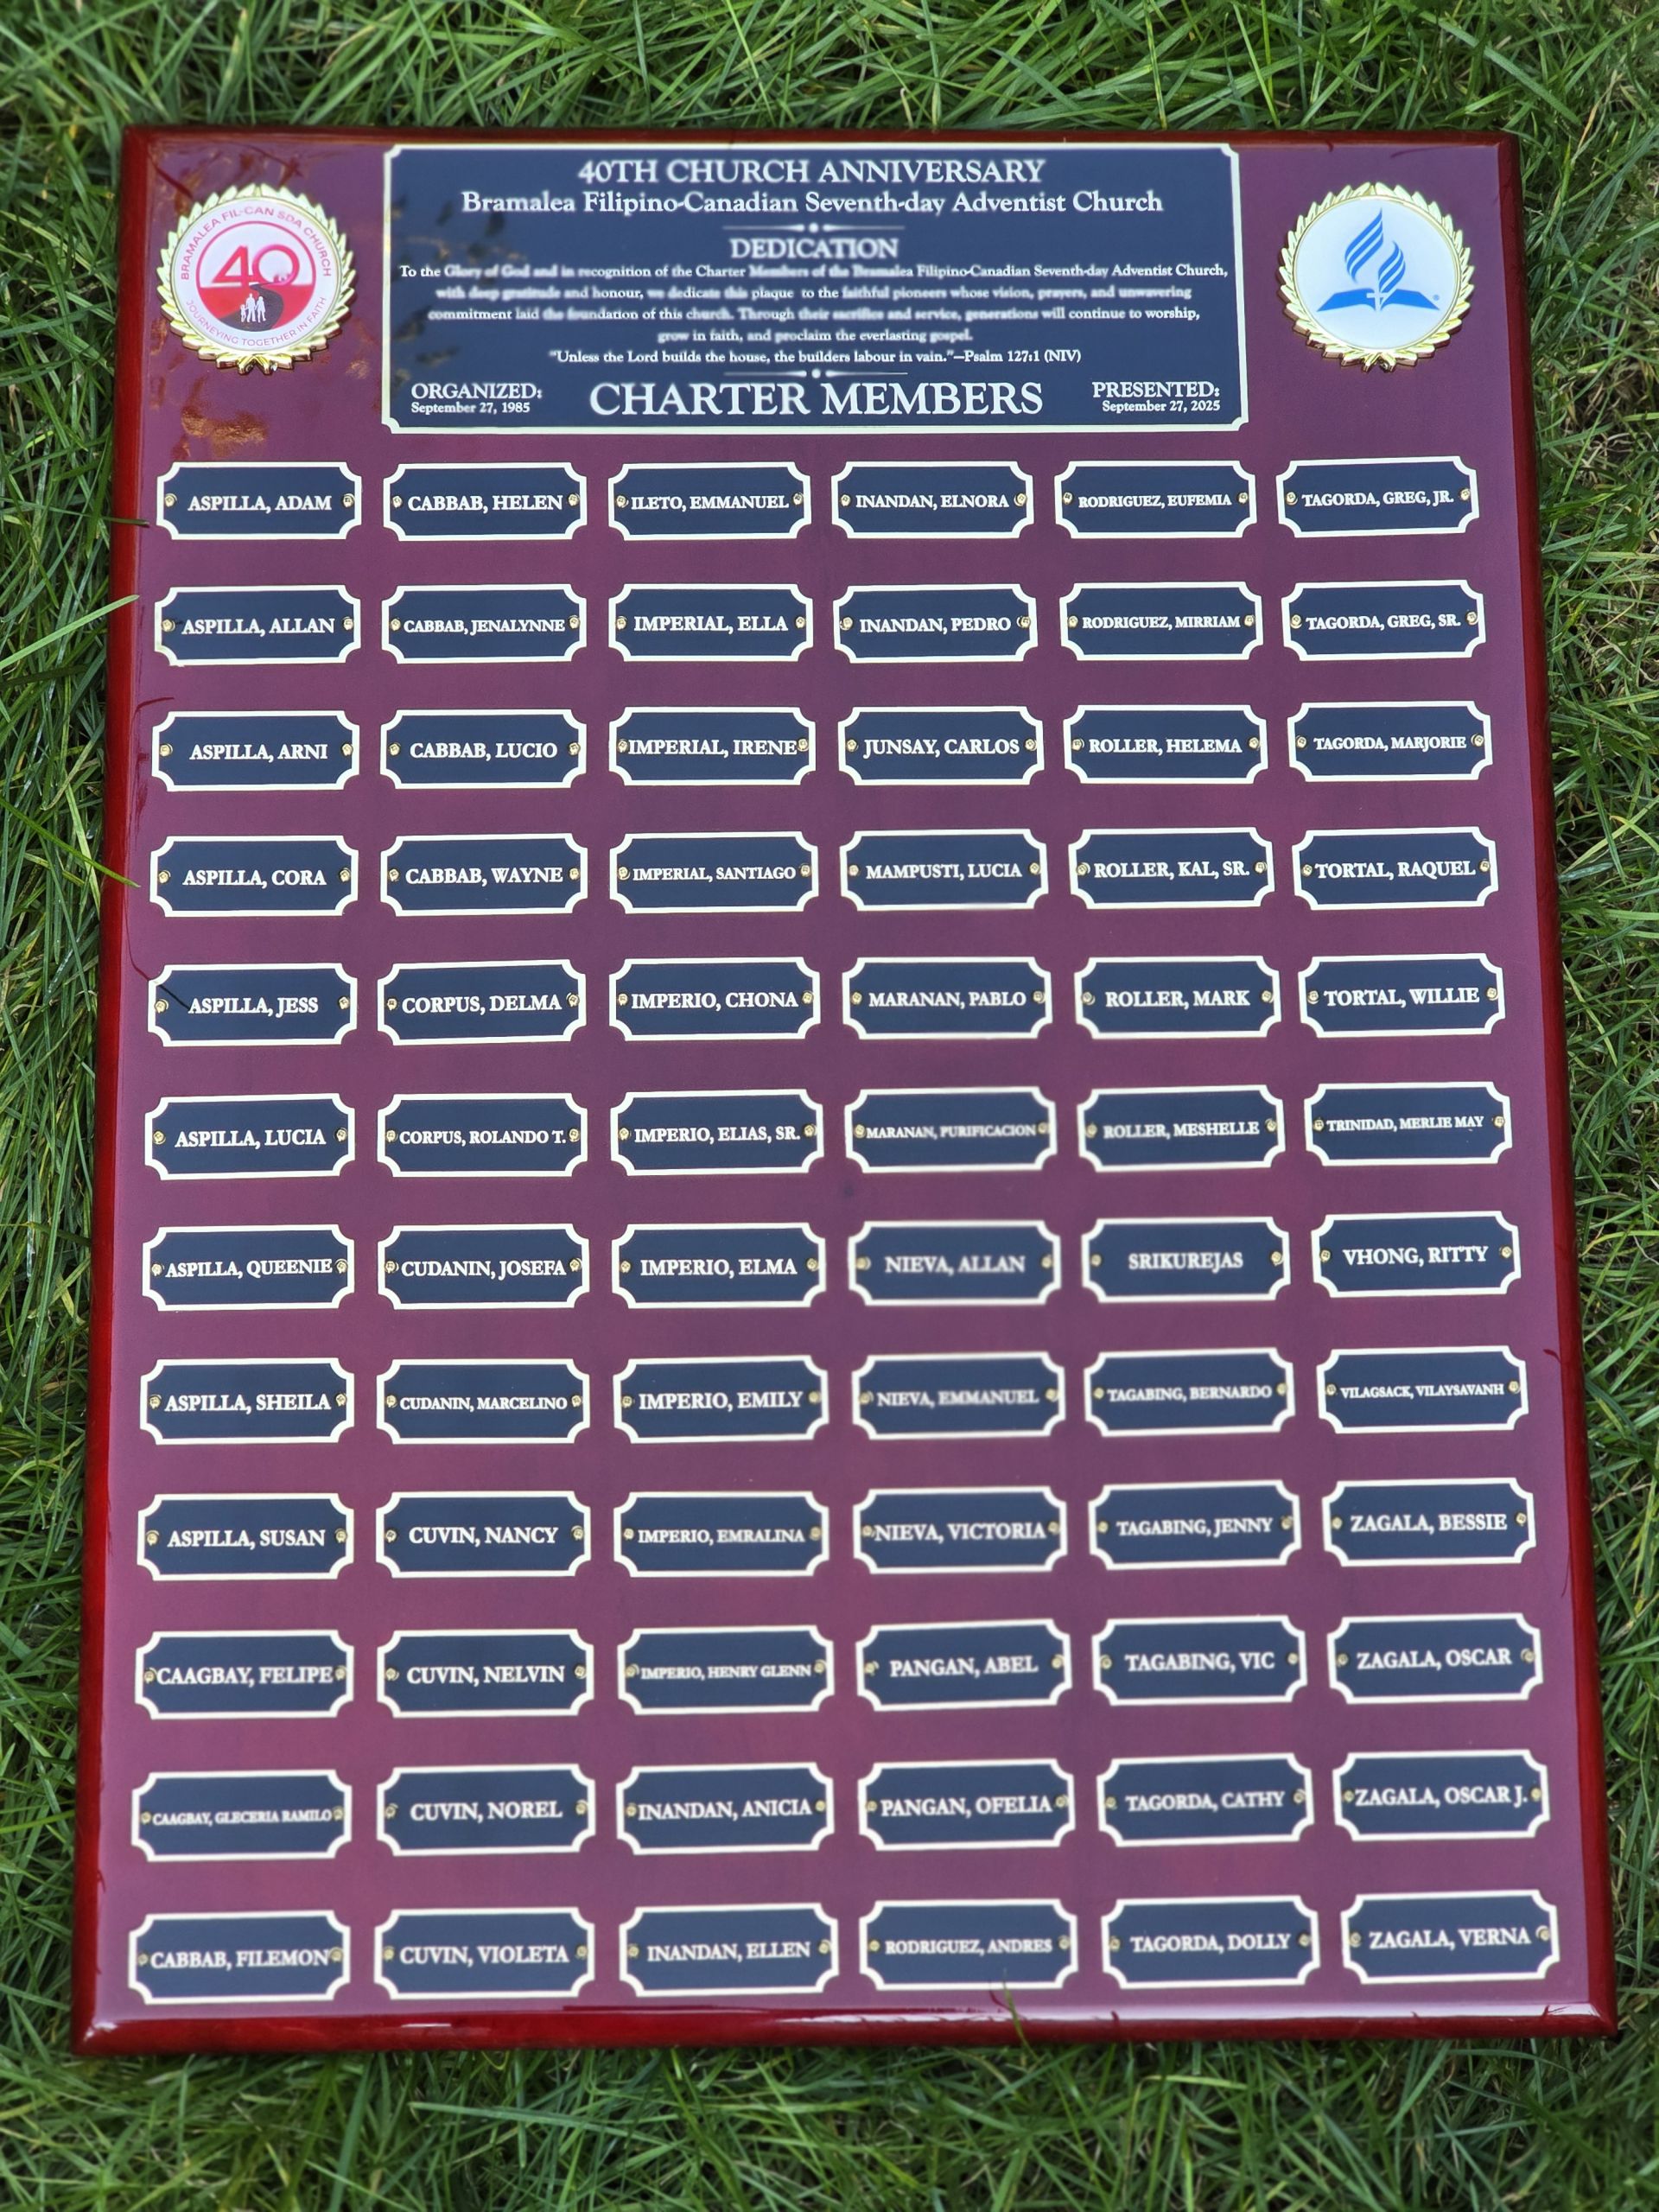 40TH CHURCH ANNIVERSARY
Bramalea Filipino-Canadian Seventh-day Adventist Church
DEDICATION
To the Glory of God and in recognition of the Charter Members of the Bramalea Filipino-Canadian Seventh-day Adventist Church,
with deep gratitude and honour, we dedicate this plaque to the faithful pioneers whose vision, prayers, and unwavering
commitment laid the foundation of this church. Through their sacrifice and service, generations will continue to worship,
grow in faith, and proclaim the everlasting gospel.
"Unless the Lord builds the house, the builders labour in vain."—Psalm 127:1 (NIV)
ORGANIZED:
September 27, 1985
CHARTER MEMBERS
PRESENTED:
September 27, 2025
BRAMALEA FIL-CAN SDA CHURCH
40
JOURNEYING TOGETHER IN FAITH
ASPILLA, ADAM
ASPILLA, ALLAN
ASPILLA, ARNI
ASPILLA, CORA
ASPILLA, JESS
ASPILLA, LUCIA
ASPILLA, QUEENIE
ASPILLA, SHEILA
ASPILLA, SUSAN
CAAGBAY, FELIPE
CAAGBAY, GLECERIA RAMILO
CABBAB, FILEMON
CABBAB, HELEN
CABBAB, JENALYNNE
CABBAB, LUCIO
CABBAB, WAYNE
CORPUS, DELMA
CORPUS, ROLANDO T.
CUDANIN, JOSEFA
CUDANIN, MARCELINO
CUVIN, NANCY
CUVIN, NELVIN
CUVIN, NOREL
CUVIN, VIOLETA
ILETO, EMMANUEL
IMPERIAL, ELLA
IMPERIAL, IRENE
IMPERIAL, SANTIAGO
IMPERIO, CHONA
IMPERIO, ELIAS, SR.
IMPERIO, ELMA
IMPERIO, EMILY
IMPERIO, EMRALINA
IMPERIO, HENRY GLENN
INANDAN, ANICIA
INANDAN, ELLEN
INANDAN, ELNORA
INANDAN, PEDRO
JUNSAY, CARLOS
MAMPUSTI, LUCIA
MARANAN, PABLO
MARANAN, PURIFICACION
NIEVA, ALLAN
NIEVA, EMMANUEL
NIEVA, VICTORIA
PANGAN, ABEL
PANGAN, OFELIA
RODRIGUEZ, ANDRES
RODRIGUEZ, EUFEMIA
RODRIGUEZ, MIRRIAM
ROLLER, HELEMA
ROLLER, KAL, SR.
ROLLER, MARK
ROLLER, MESHELLE
SRIKUREJAS
TAGABING, BERNARDO
TAGABING, JENNY
TAGABING, VIC
TAGORDA, CATHY
TAGORDA, DOLLY
TAGORDA, GREG, JR.
TAGORDA, GREG, SR.
TAGORDA, MARJORIE
TORTAL, RAQUEL
TORTAL, WILLIE
TRINIDAD, MERLIE MAY
VHONG, RITTY
VILAGSACK, VILAYSAVANH
ZAGALA, BESSIE
ZAGALA, OSCAR
ZAGALA, OSCAR J.
ZAGALA, VERNA